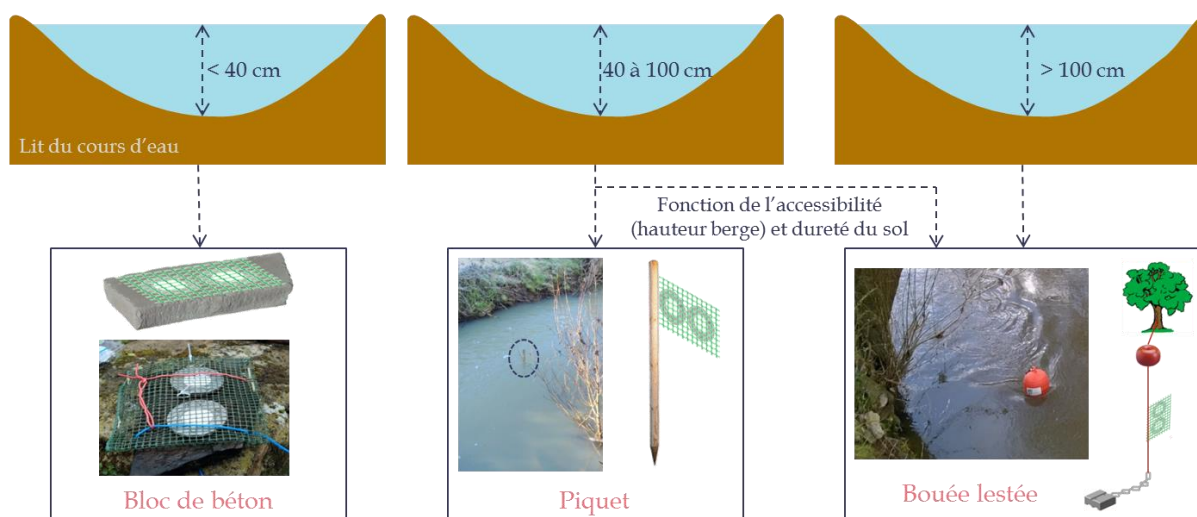 < 40 cm
40 à 100 cm
> 100 cm
Lit du cours d’eau
Fonction de l’accessibilité
(hauteur berge) et dureté du sol
Bloc de béton
Piquet
Bouée lestée